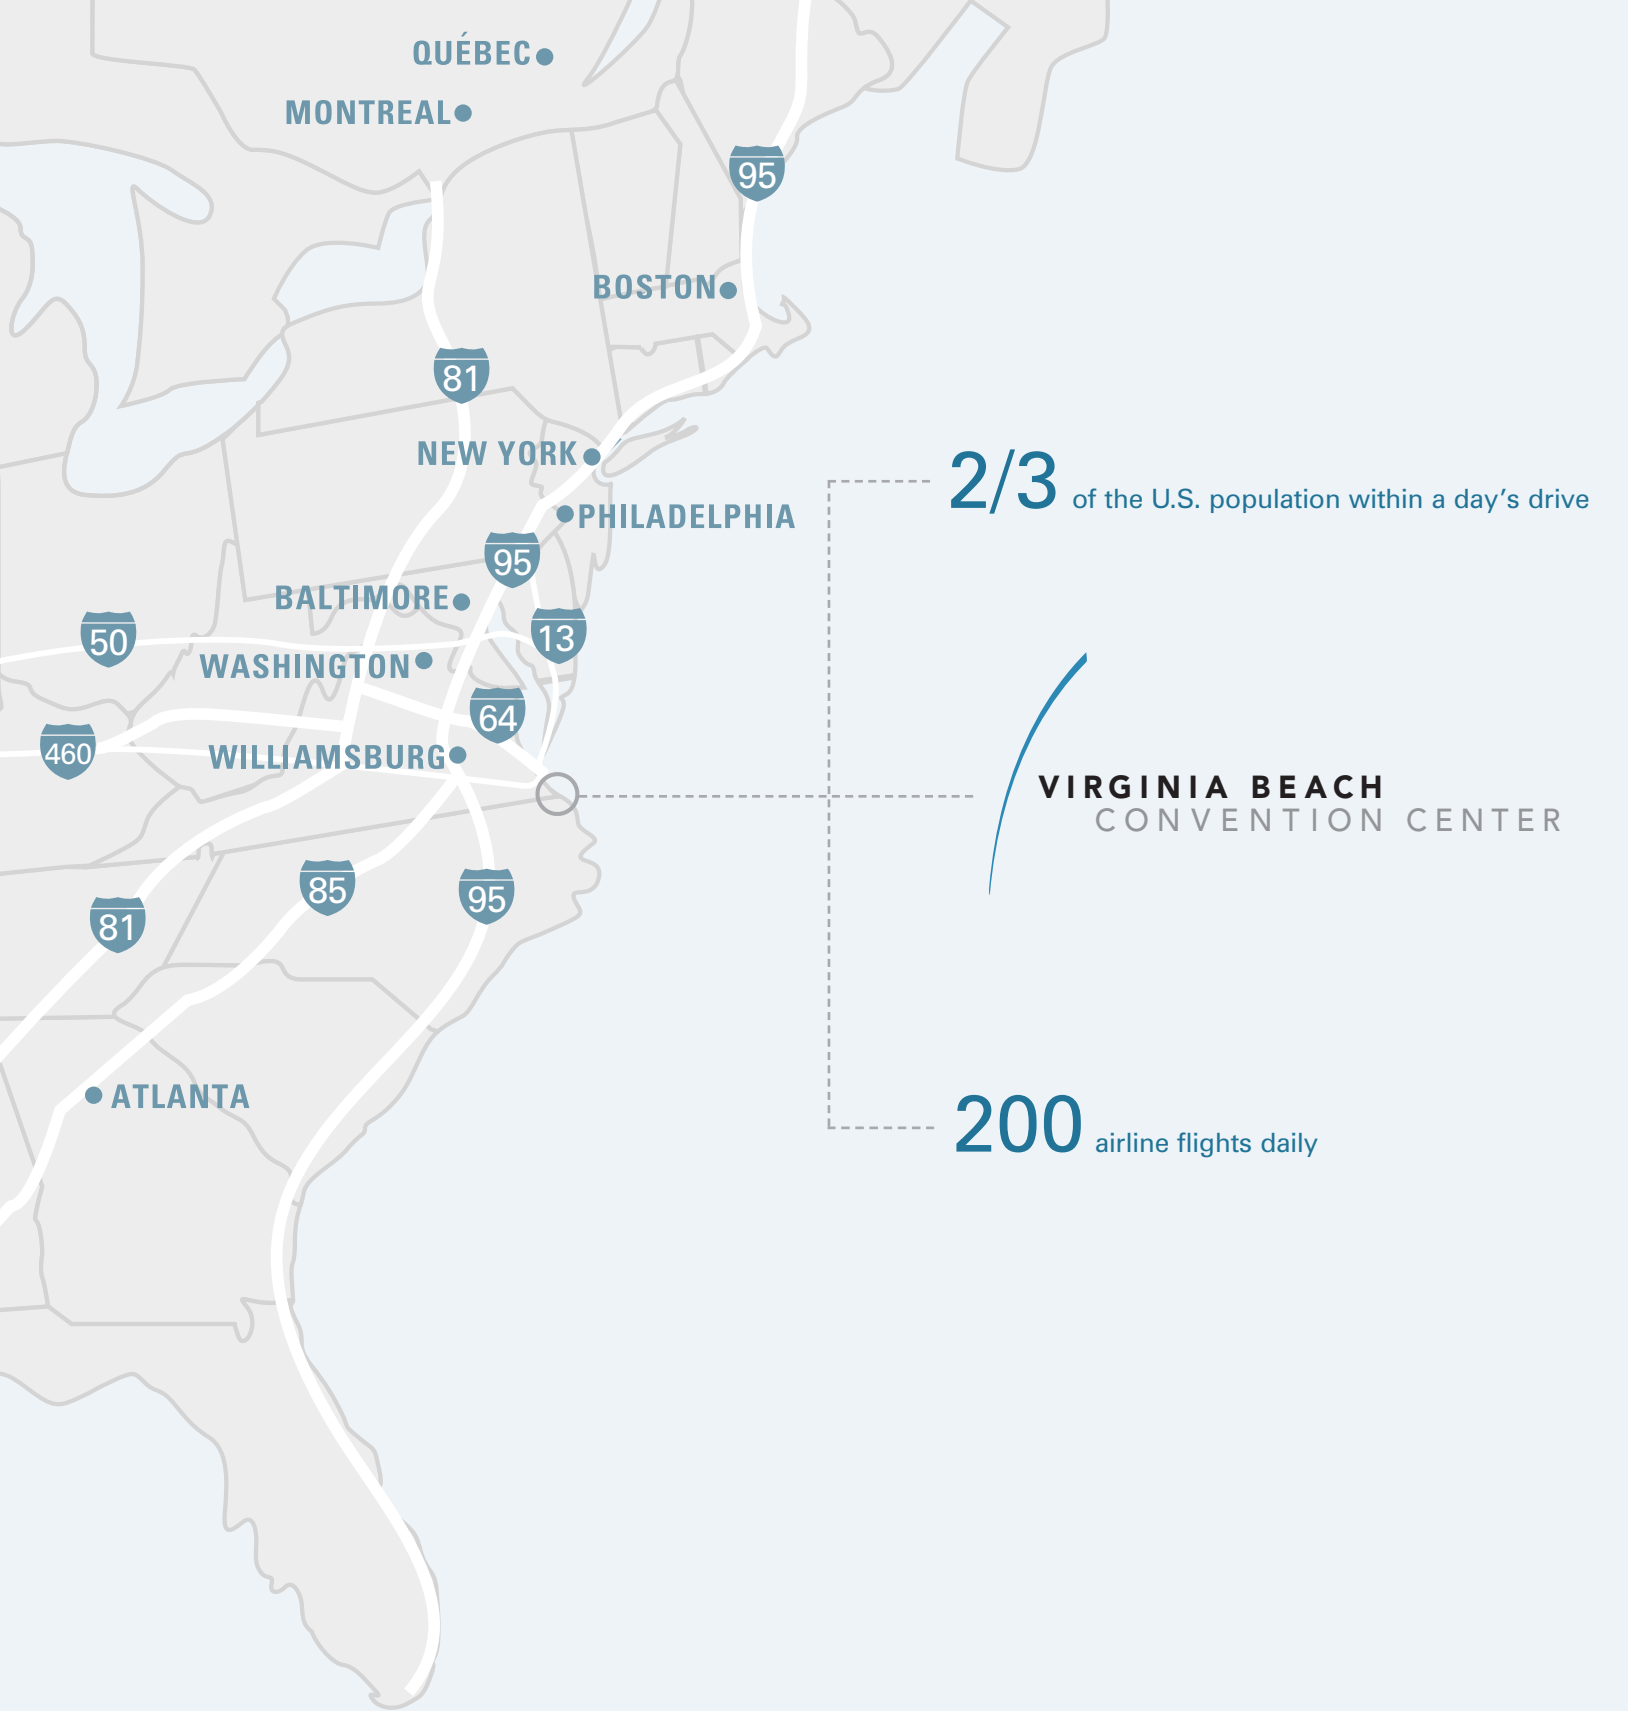 QUÉBEC
MONTREAL
95
BOSTON
81
NEW YORK
2/3 of the U.S. population within a day’s drive
PHILADELPHIA
95
BALTIMORE
50
13
WASHINGTON
64
460
WILLIAMSBURG
VIRGINIA BEACH
CONVENTION CENTER
85
95
81
ATLANTA
200 airline flights daily